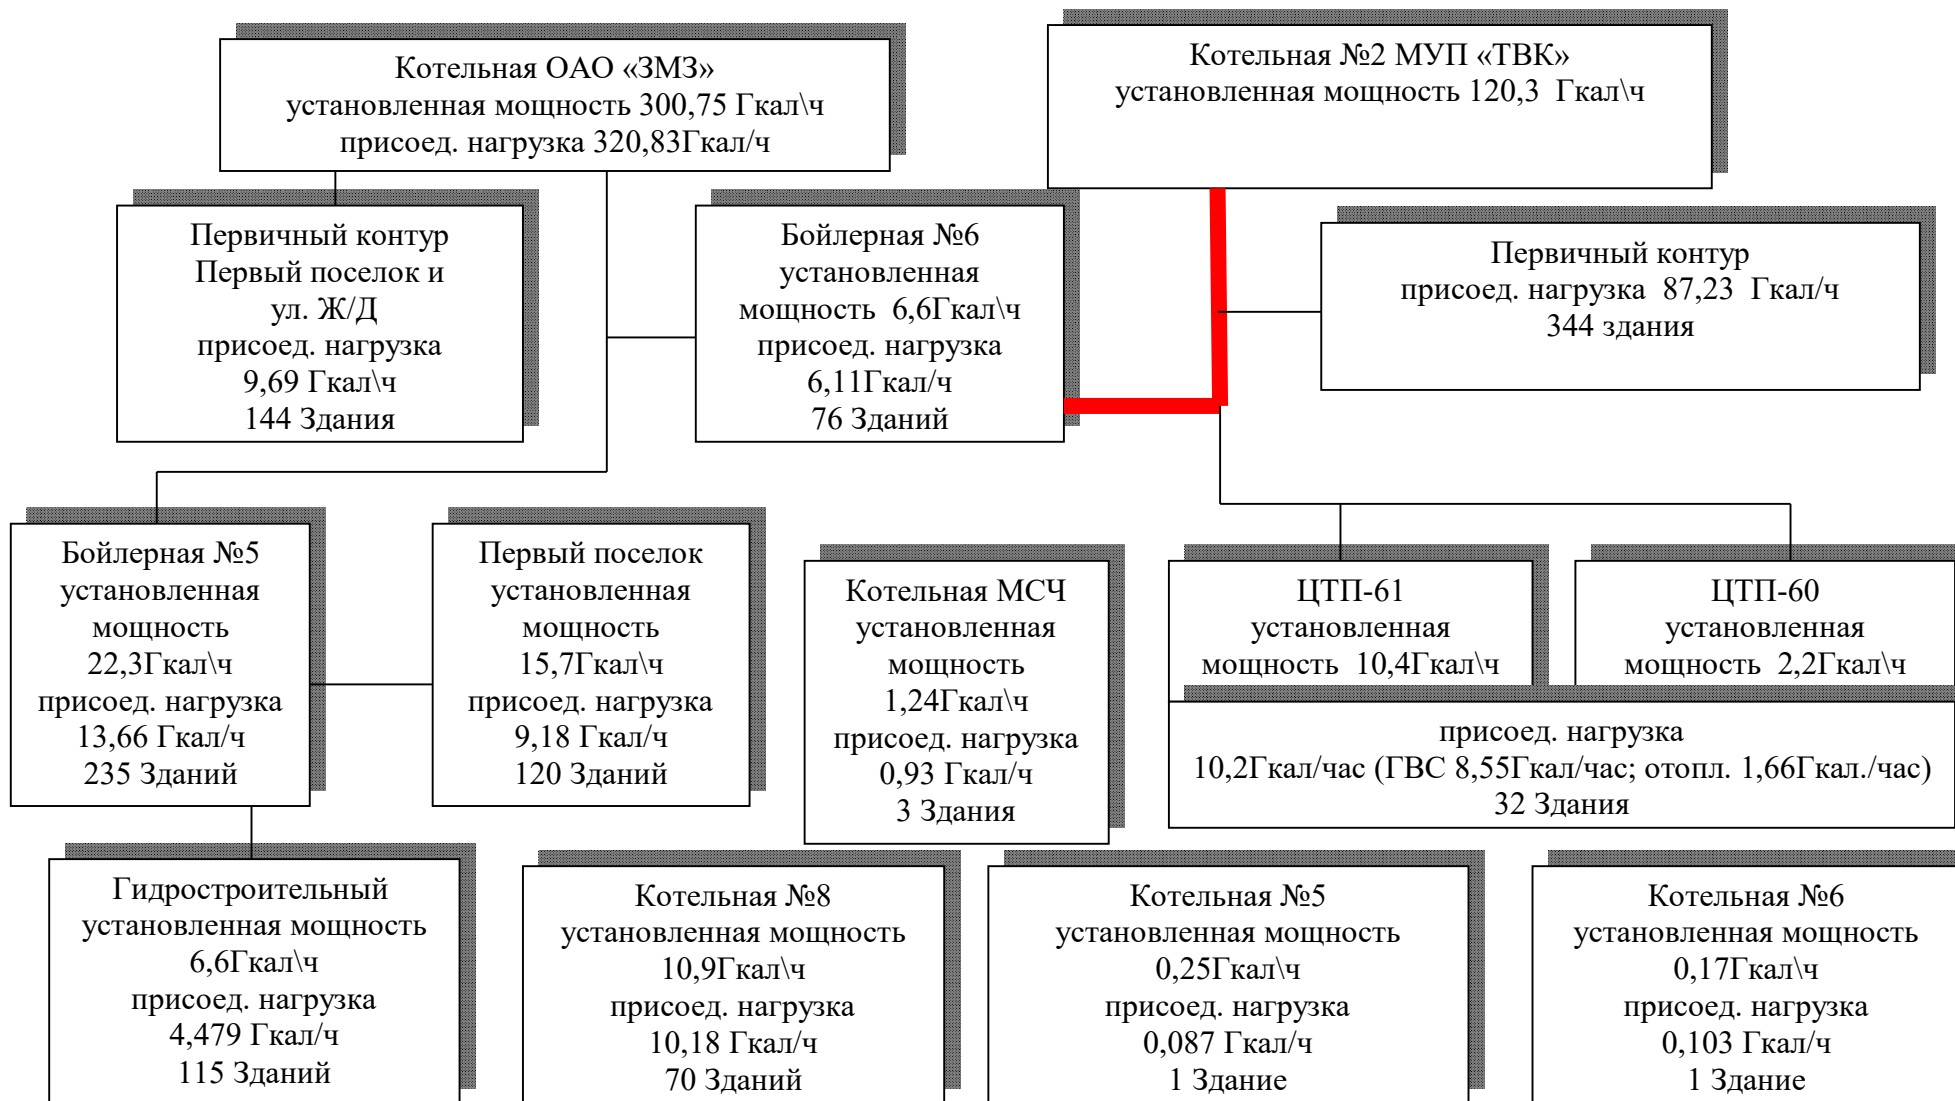 Котельная ОАО «ЗМЗ»
установленная мощность 300,75 Гкал\ч
присоед. нагрузка 320,83Гкал/ч
Котельная №2 МУП «ТВК»
установленная мощность 120,3 Гкал\ч
Первичный контур
Первый поселок и
ул. Ж/Д
присоед. нагрузка
9,69 Гкал\ч
144 Здания
Бойлерная №6
установленная
мощность 6,6Гкал\ч
присоед. нагрузка
6,11Гкал/ч
76 Зданий
Первичный контур
присоед. нагрузка 87,23 Гкал/ч
344 здания
Бойлерная №5
установленная
мощность
22,3Гкал\ч
присоед. нагрузка
13,66 Гкал/ч
235 Зданий
Первый поселок
установленная
мощность
15,7Гкал\ч
присоед. нагрузка
9,18 Гкал/ч
120 Зданий
Котельная МСЧ
установленная
мощность
1,24Гкал\ч
присоед. нагрузка
0,93 Гкал/ч
3 Здания
ЦТП-61
установленная
мощность 10,4Гкал\ч
ЦТП-60
установленная
мощность 2,2Гкал\ч
присоед. нагрузка
10,2Гкал/час (ГВС 8,55Гкал/час; отопл. 1,66Гкал./час)
32 Здания
Гидростроительный
установленная мощность
6,6Гкал\ч
присоед. нагрузка
4,479 Гкал/ч
115 Зданий
Котельная №8
установленная мощность
10,9Гкал\ч
присоед. нагрузка
10,18 Гкал/ч
70 Зданий
Котельная №5
установленная мощность
0,25Гкал\ч
присоед. нагрузка
0,087 Гкал/ч
1 Здание
Котельная №6
установленная мощность
0,17Гкал\ч
присоед. нагрузка
0,103 Гкал/ч
1 Здание